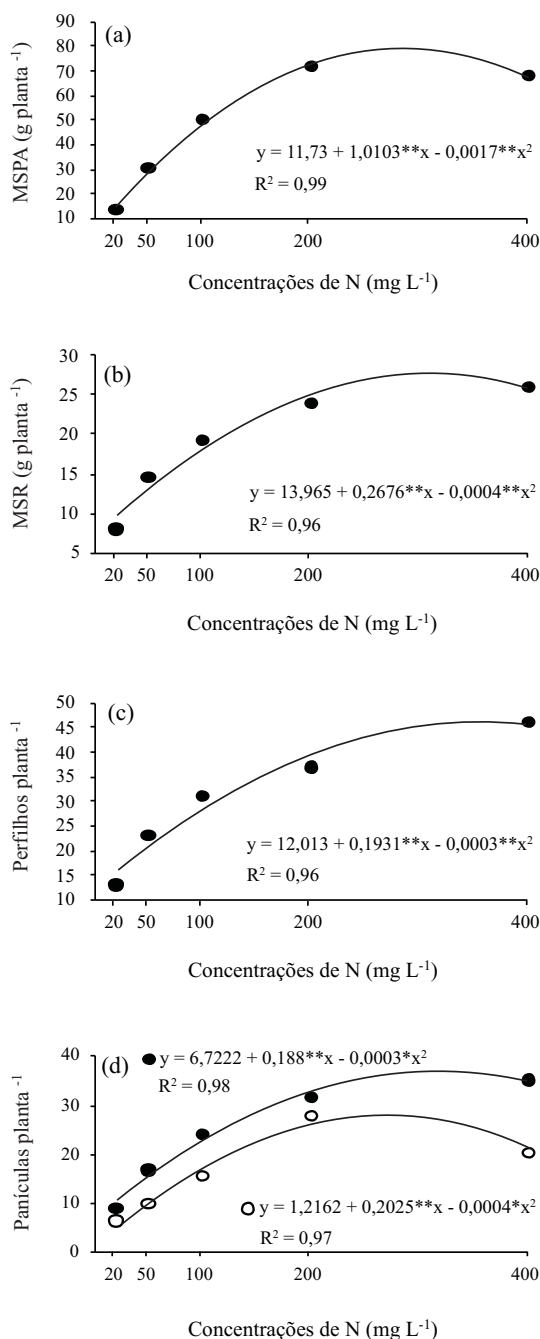 (a)
MSPA (g planta -1)
90
80
70
60
50
40
30
20
10
y = 11,73 + 1,0103**x - 0,0017**x2
R2 = 0,99
20 50 100 200 400
Concentrações de N (mg L-1)
(b)
MSR (g planta -1)
30
25
20
15
10
5
y = 13,965 + 0,2676**x - 0,0004**x2
R2 = 0,96
20 50 100 200 400
Concentrações de N (mg L-1)
(c)
Perfilhos planta -1
50
45
40
35
30
25
20
15
10
y = 12,013 + 0,1931**x - 0,0003**x2
R2 = 0,96
20 50 100 200 400
Concentrações de N (mg L-1)
(d)
Panículas planta -1
40
30
20
10
0
y = 6,7222 + 0,188**x - 0,0003*x2
R2 = 0,98
y = 1,2162 + 0,2025**x - 0,0004*x2
R2 = 0,97
20 50 100 200 400
Concentrações de N (mg L-1)